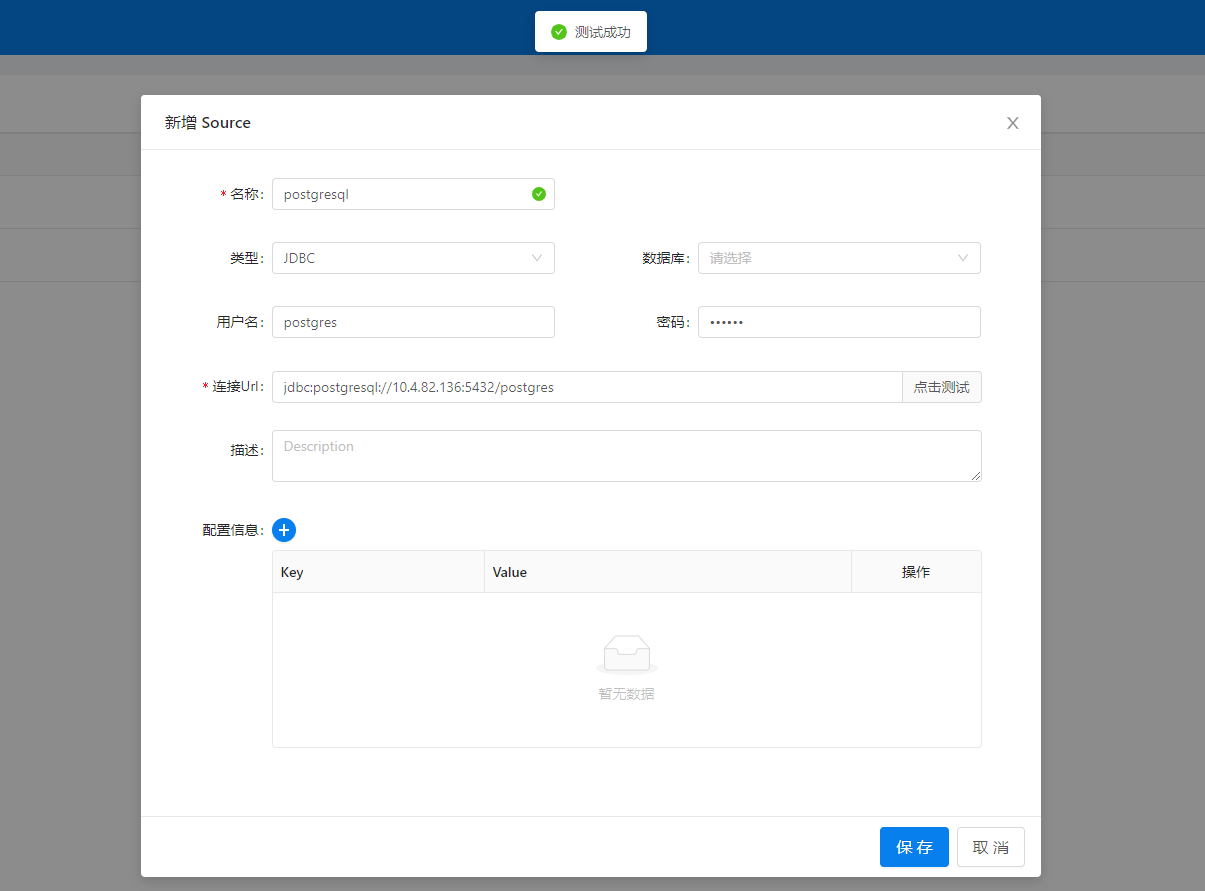 测试成功
新增 Source
* 名称: postgresql
类型: JDBC 数据库: 请选择
用户名: postgres 密码: ••••••
* 连接Url: jdbc:postgresql://10.4.82.136:5432/postgres 点击测试
描述: Description
配置信息:
Key Value 操作
暂无数据
保 存 取 消